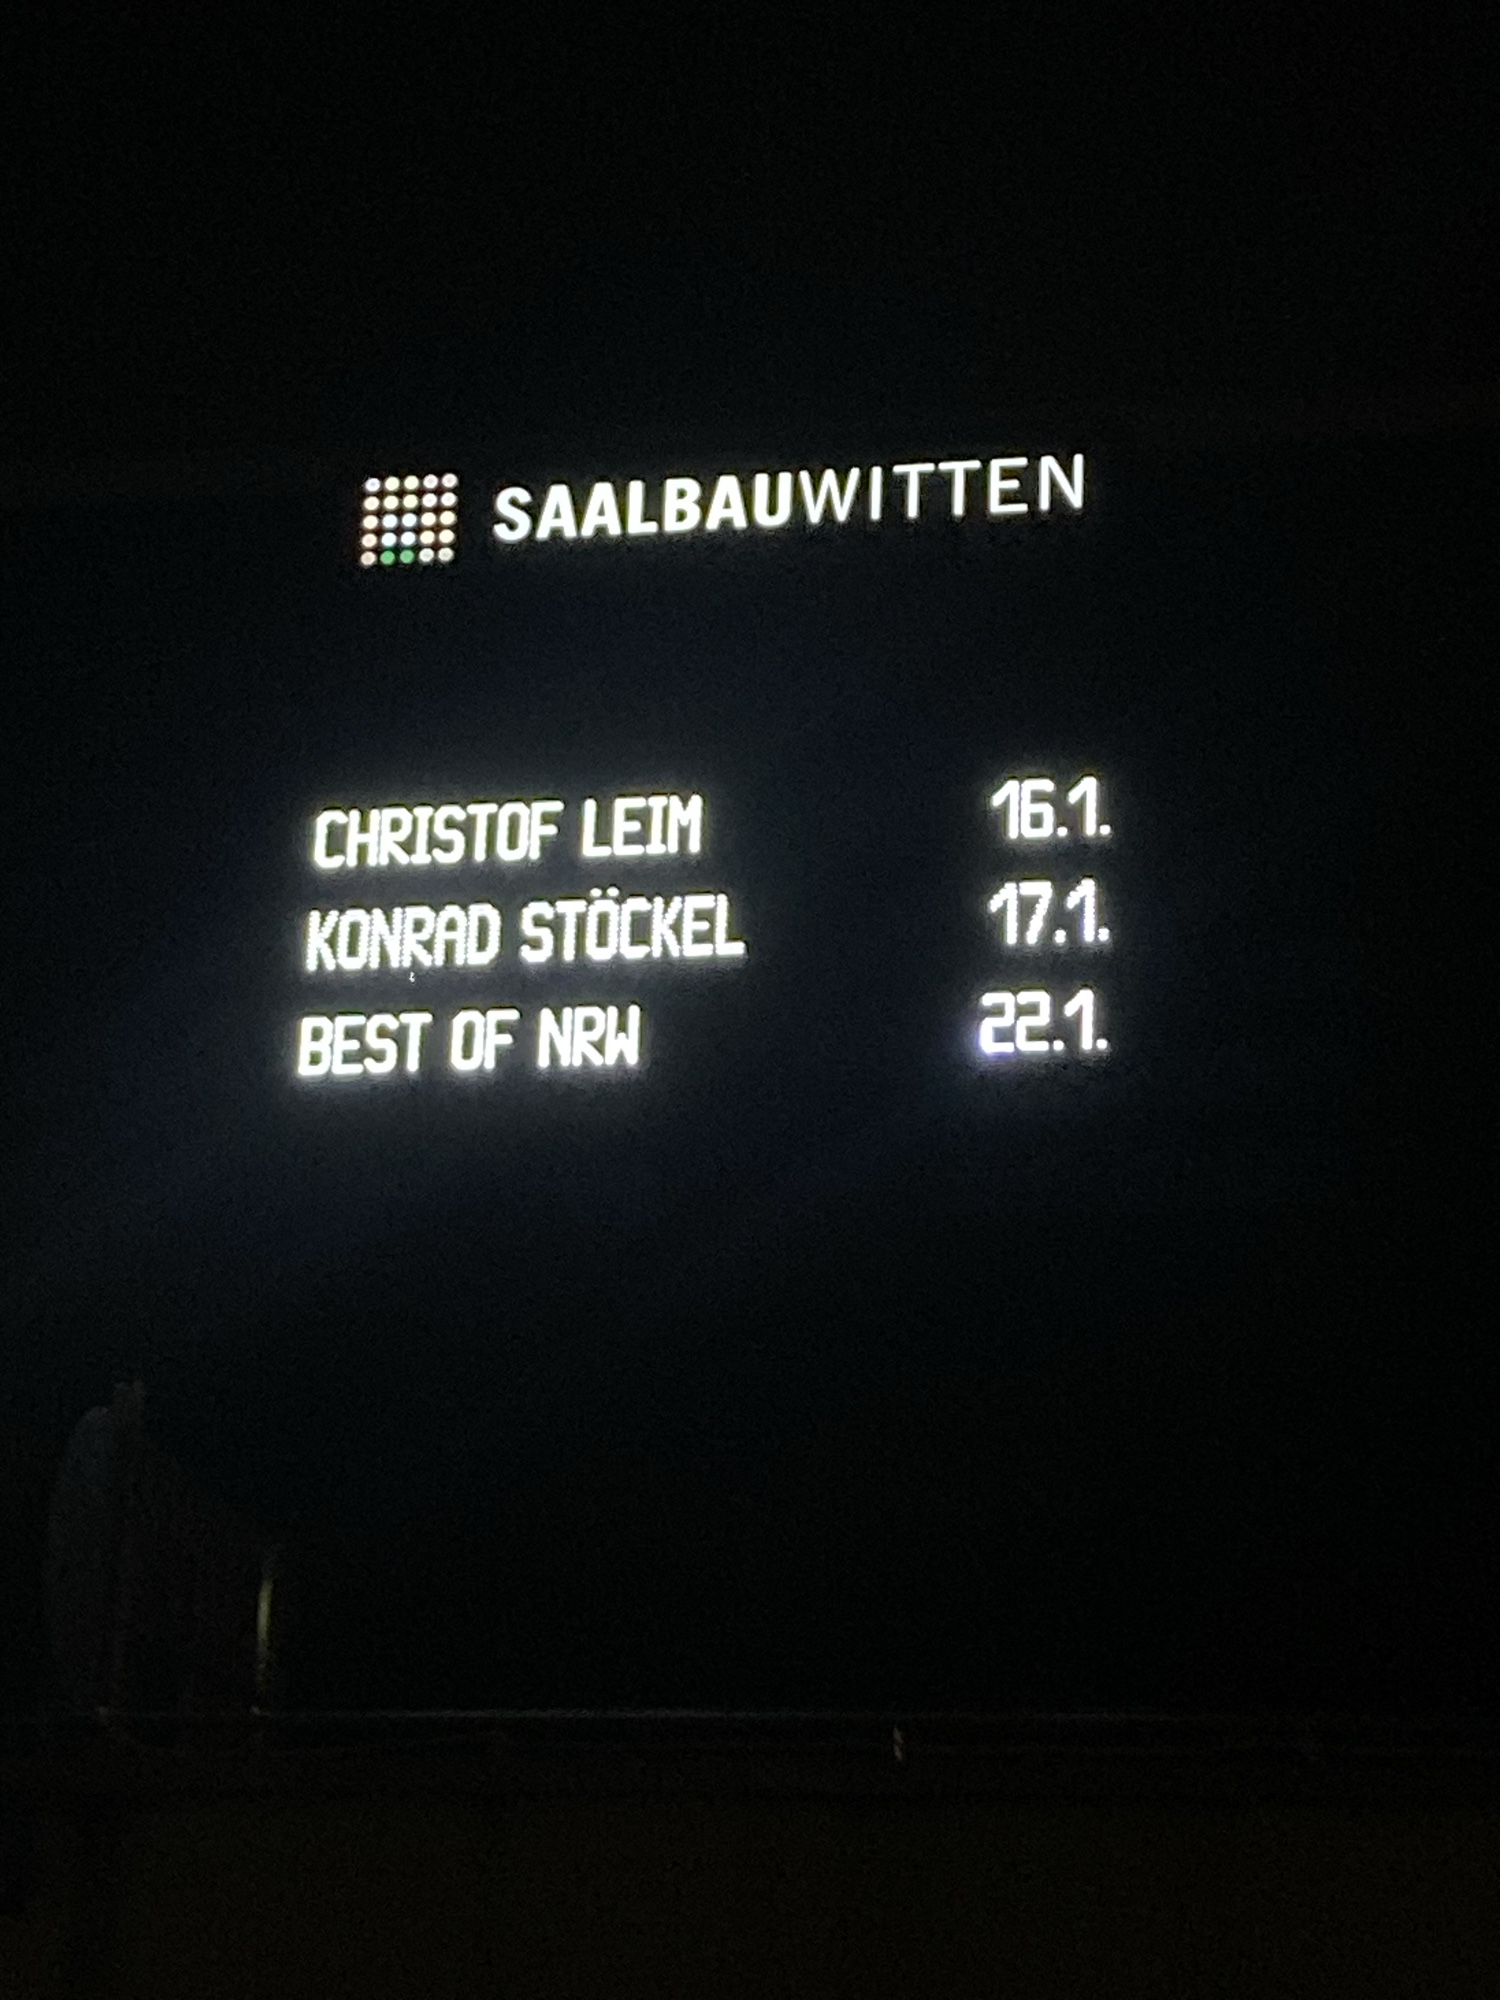 SAALBAUWITTEN
CHRISTOF LEIM 16.1.
KONRAD STÖCKEL 17.1.
BEST OF NRW 22.1.